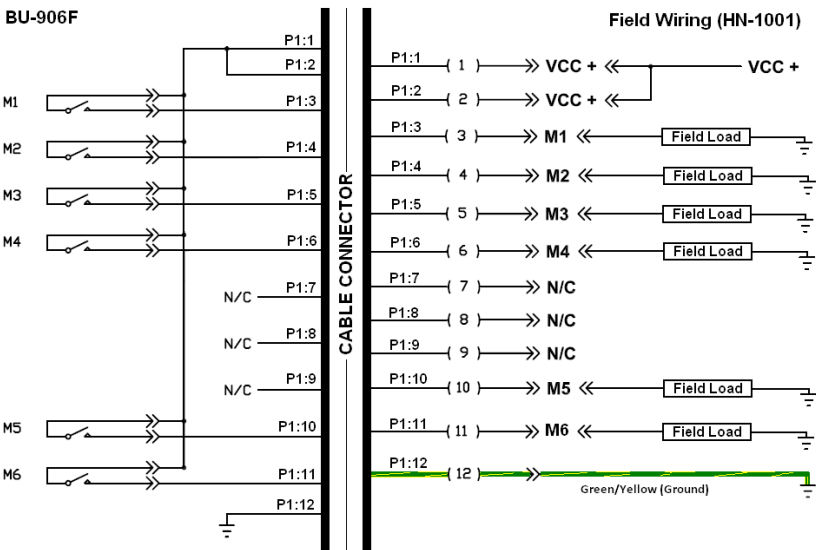 BU-906F
Field Wiring (HN-1001)
P1:1
P1:2
M1 P1:3
M2 P1:4
M3 P1:5
M4 P1:6
N/C P1:7
N/C P1:8
N/C P1:9
M5 P1:10
M6 P1:11
P1:12
CABLE CONNECTOR
P1:1 ( 1 ) VCC + VCC +
P1:2 ( 2 ) VCC +
P1:3 ( 3 ) M1 Field Load
P1:4 ( 4 ) M2 Field Load
P1:5 ( 5 ) M3 Field Load
P1:6 ( 6 ) M4 Field Load
P1:7 ( 7 ) N/C
P1:8 ( 8 ) N/C
P1:9 ( 9 ) N/C
P1:10 ( 10 ) M5 Field Load
P1:11 ( 11 ) M6 Field Load
P1:12 ( 12 )
Green/Yellow (Ground)